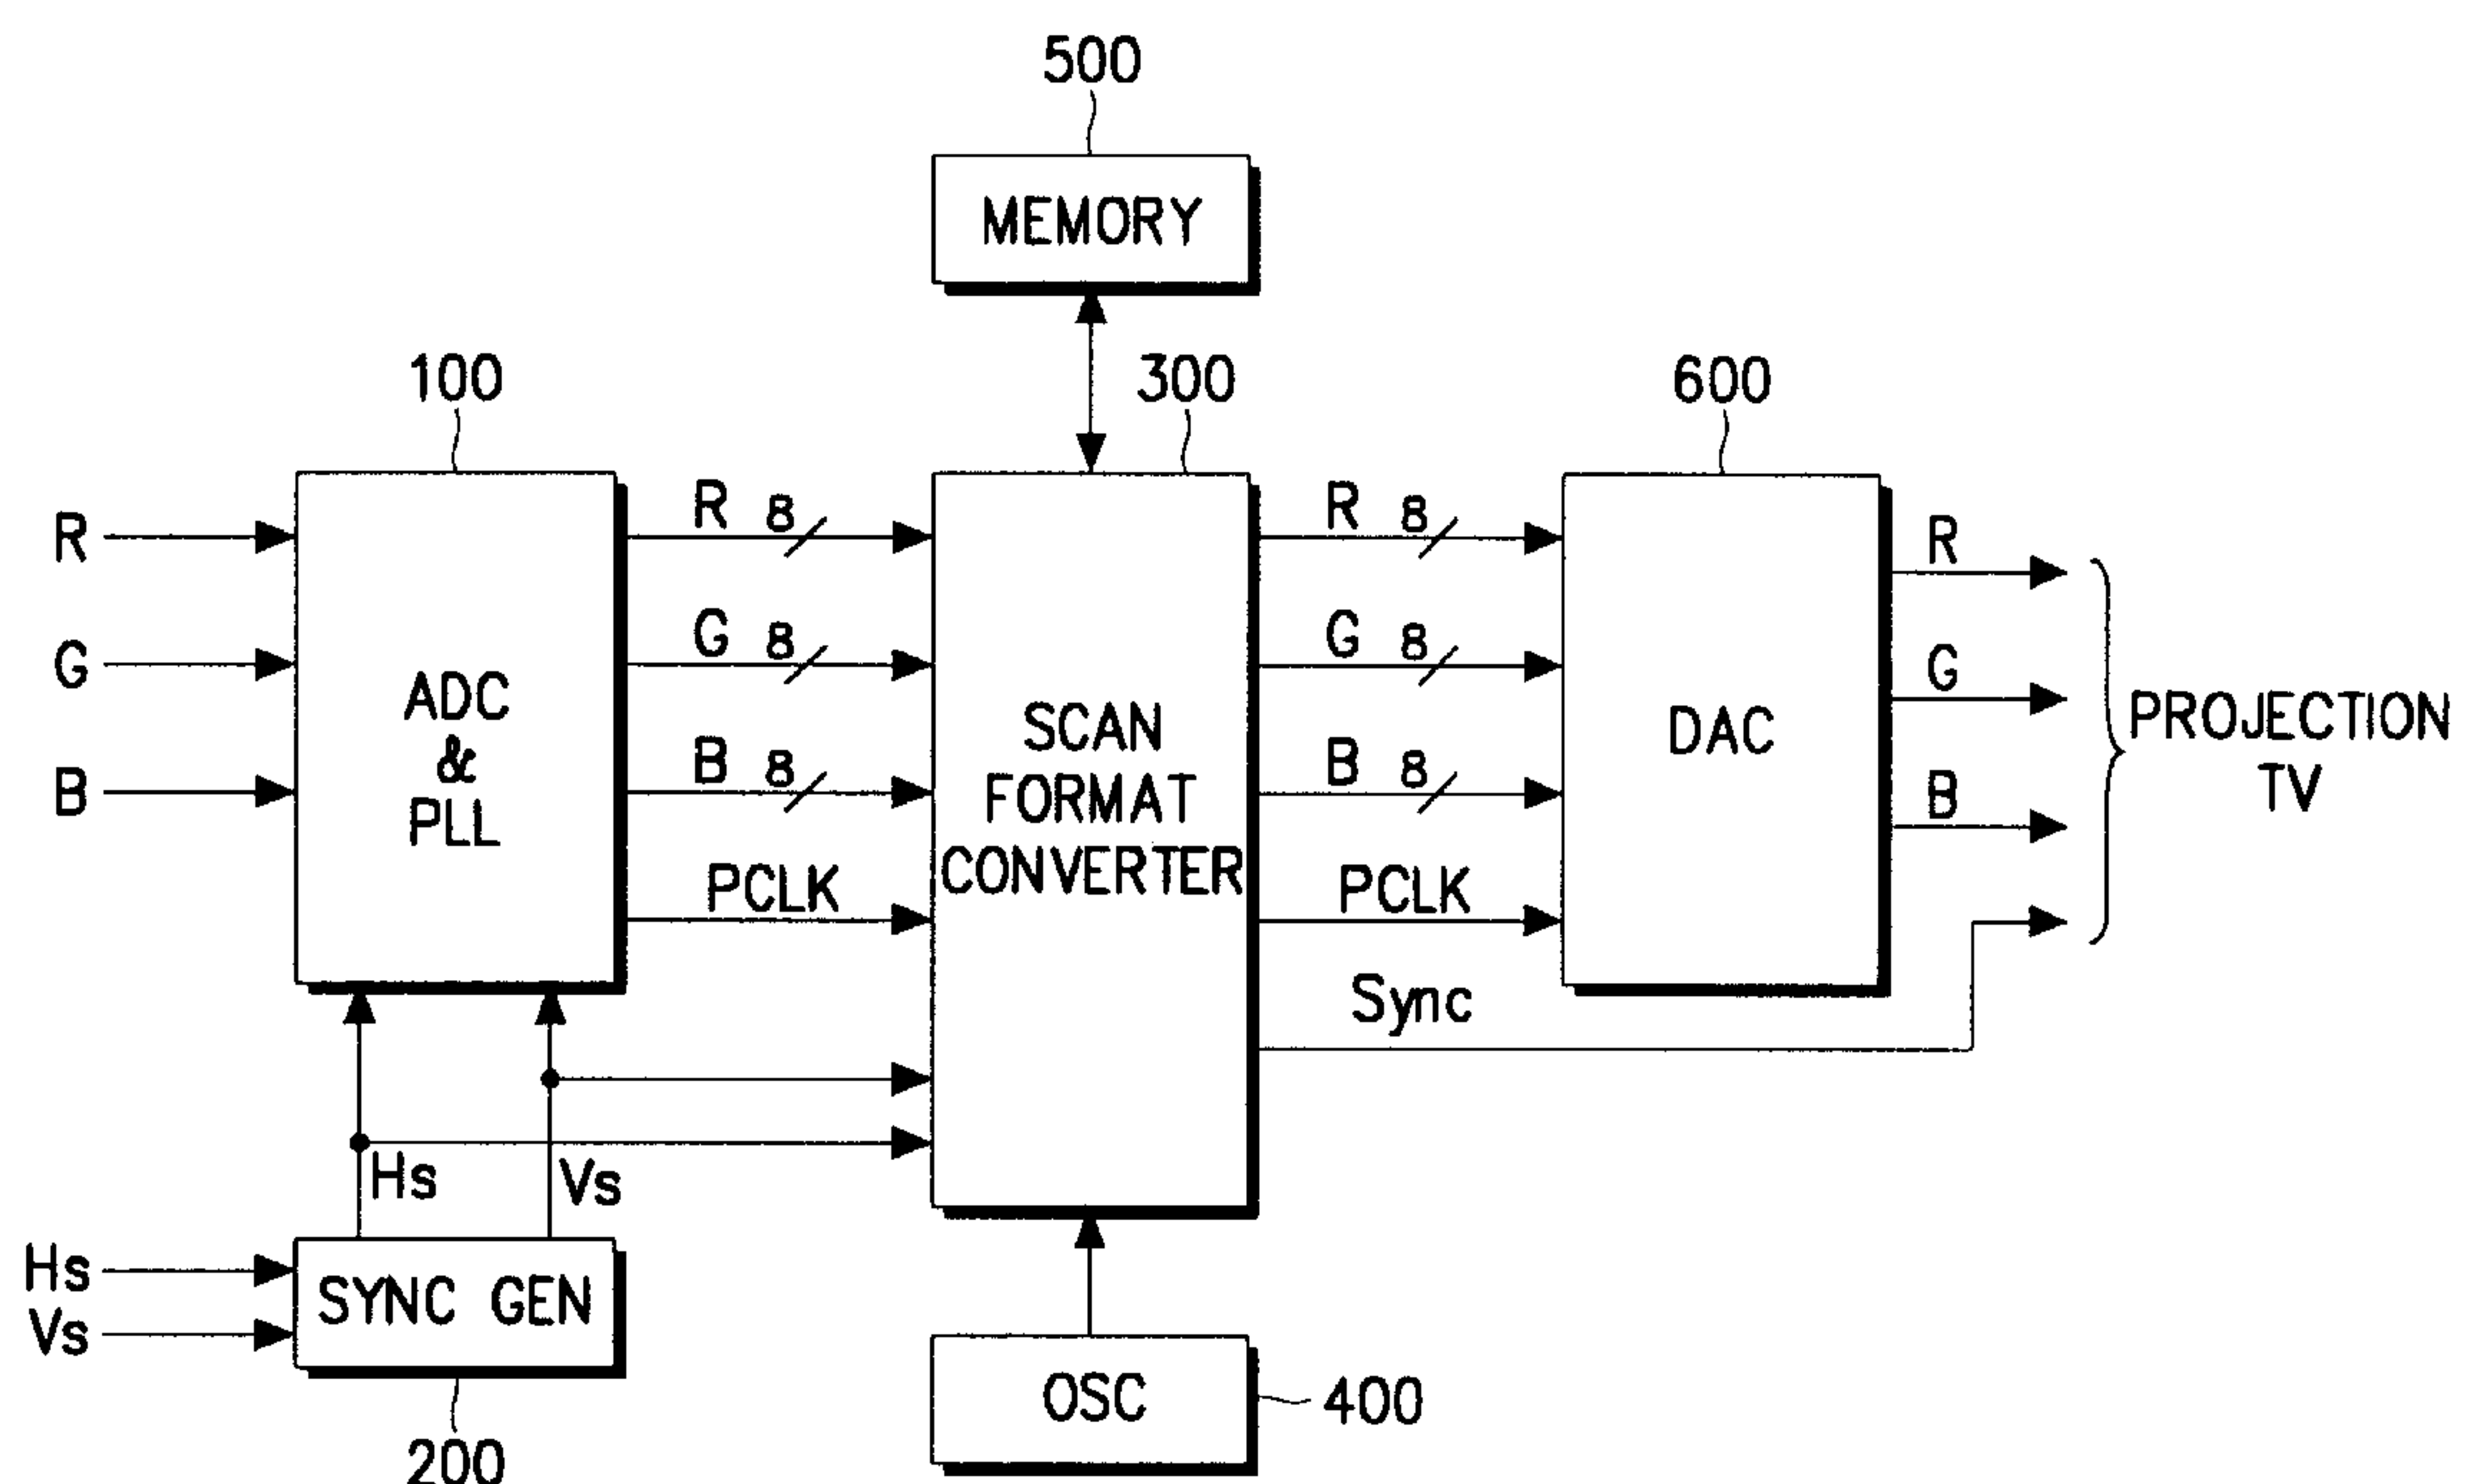 500
MEMORY
100
300
600
R
G
B
ADC
&
PLL
R 8
G 8
B 8
PCLK
SCAN
FORMAT
CONVERTER
R 8
G 8
B 8
PCLK
Sync
DAC
R
G
B
PROJECTION
TV
Hs
Vs
Hs
Vs
SYNC GEN
200
OSC
400